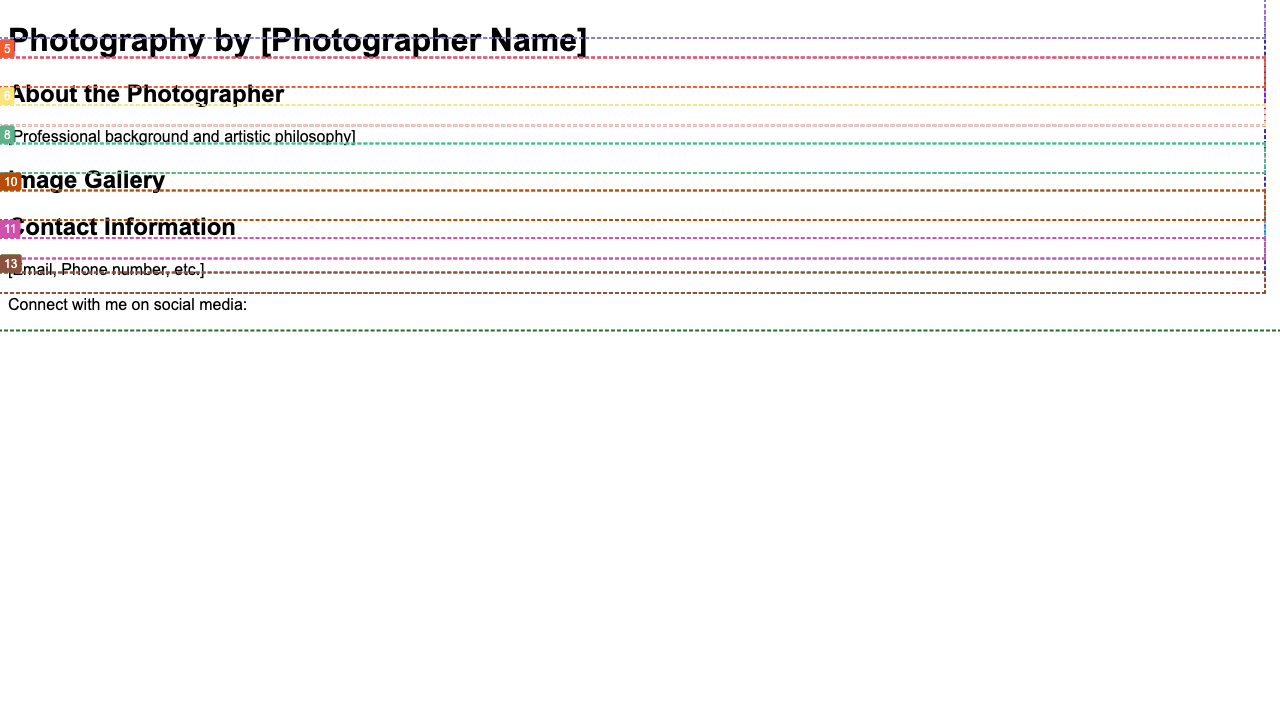 Photography by [Photographer Name]
5
About the Photographer
6
[Professional background and artistic philosophy]
8
Image Gallery
10
Contact Information
11
[Email, Phone number, etc.]
13
Connect with me on social media: